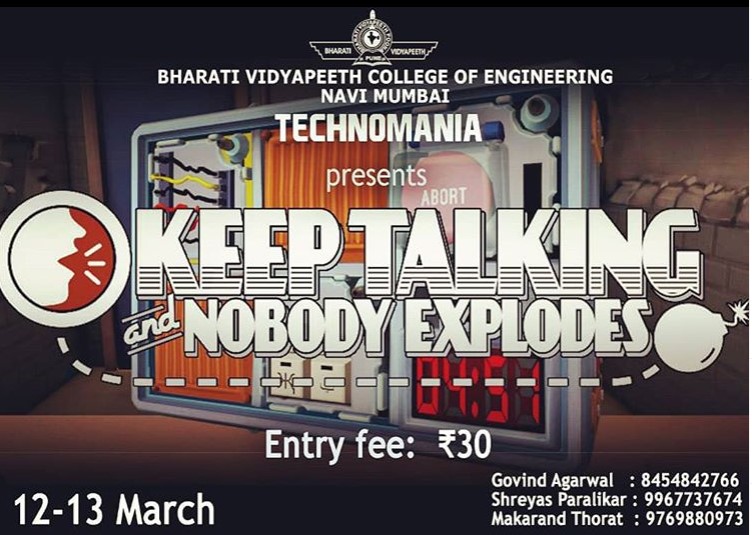 BHARATI VIDYAPEETH
PUNE
BHARATI VIDYAPEETH COLLEGE OF ENGINEERING
NAVI MUMBAI
TECHNOMANIA
presents
ABORT
KEEP TALKING
and NOBODY EXPLODES
04:51
Entry fee: ₹30
12-13 March
Govind Agarwal : 8454842766
Shreyas Paralikar : 9967737674
Makarand Thorat : 9769880973